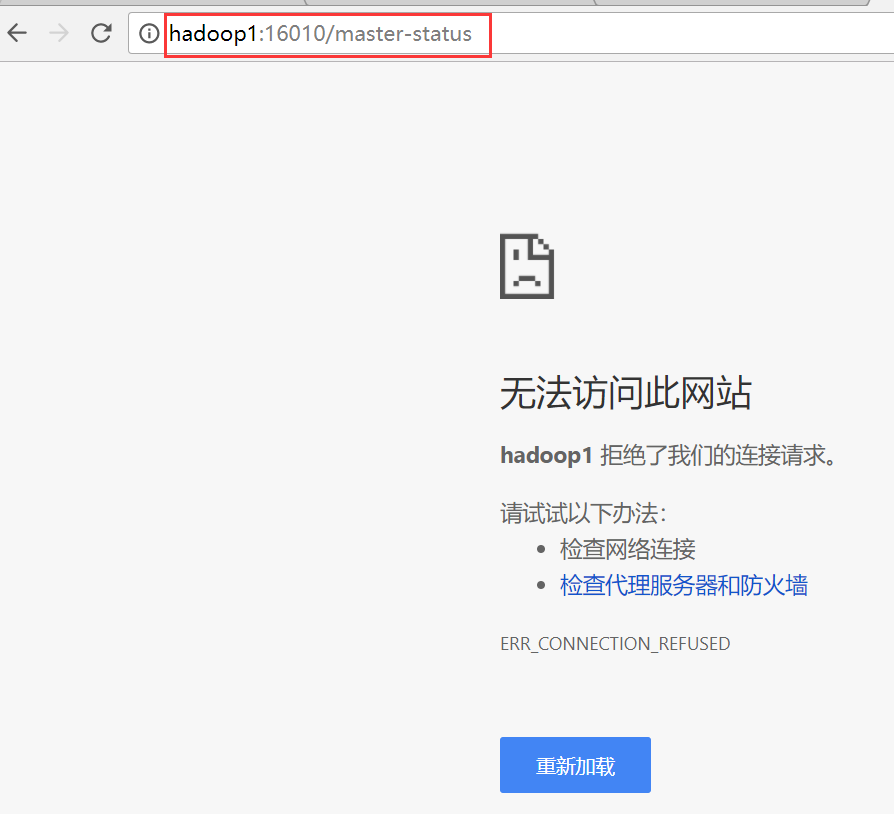 hadoop1:16010/master-status
无法访问此网站
hadoop1 拒绝了我们的连接请求。
请试试以下办法：
检查网络连接
检查代理服务器和防火墙
ERR_CONNECTION_REFUSED
重新加载